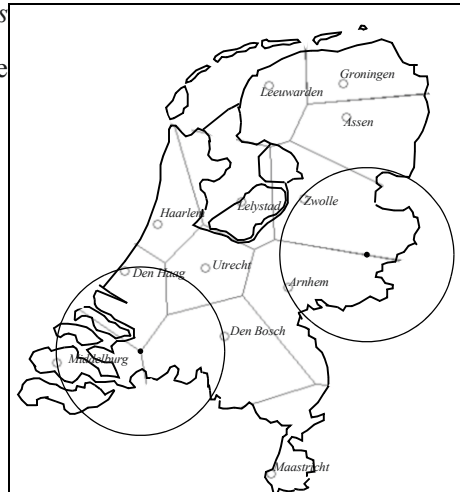 s
e
Groningen
Leeuwarden
Assen
Zwolle
Lelystad
Haarlem
Utrecht
Den Haag
Arnhem
Den Bosch
Middelburg
Maastricht